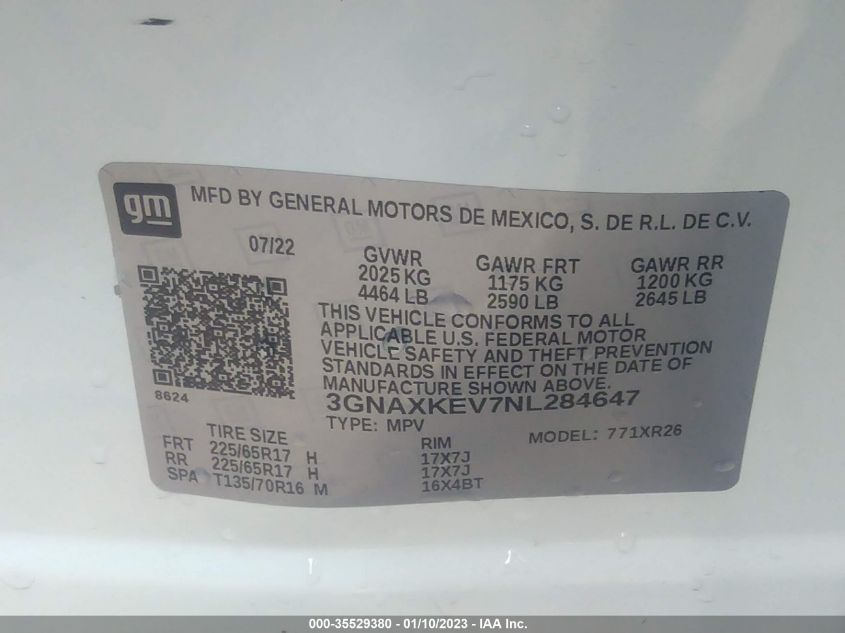 gm
MFD BY GENERAL MOTORS DE MEXICO, S. DE R.L. DE C.V.
07/22
GVWR GAWR FRT GAWR RR
2025 KG 1175 KG 1200 KG
4464 LB 2590 LB 2645 LB
THIS VEHICLE CONFORMS TO ALL
APPLICABLE U.S. FEDERAL MOTOR
VEHICLE SAFETY AND THEFT PREVENTION
STANDARDS IN EFFECT ON THE DATE OF
MANUFACTURE SHOWN ABOVE.
8624
3GNAXKEV7NL284647
TYPE: MPV MODEL: 771XR26
TIRE SIZE RIM
FRT 225/65R17 H 17X7J
RR 225/65R17 H 17X7J
SPA T135/70R16 M 16X4BT
000-35529380 - 01/10/2023 - IAA Inc.